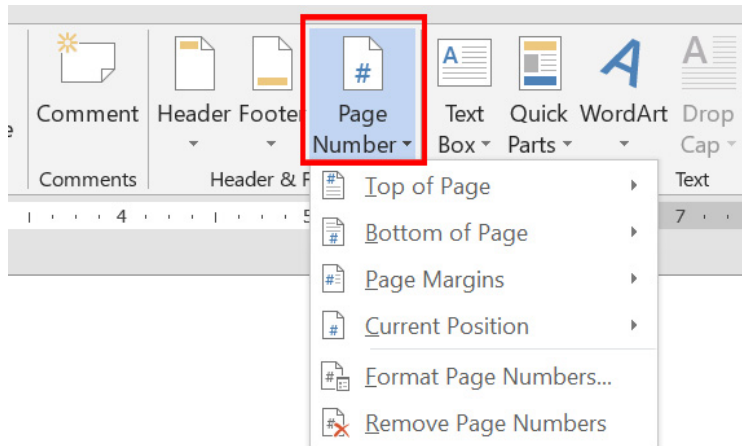 Comment
Header
Footer
Page
Number
Text
Box
Quick
Parts
WordArt
Drop
Cap
Comments
Header & F
Text
4
5
7
Top of Page
Bottom of Page
Page Margins
Current Position
Format Page Numbers...
Remove Page Numbers